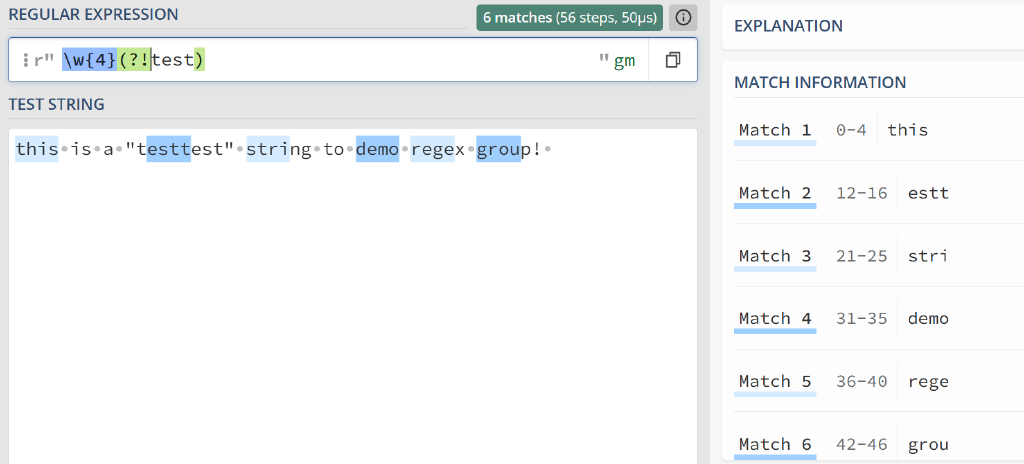 REGULAR EXPRESSION
6 matches (56 steps, 50μs)
r" \w{4}(?!test) " gm
TEST STRING
this·is·a·"testtest"·string·to·demo·regex·group!·
EXPLANATION
MATCH INFORMATION
Match 1 0-4 this
Match 2 12-16 estt
Match 3 21-25 stri
Match 4 31-35 demo
Match 5 36-40 rege
Match 6 42-46 grou